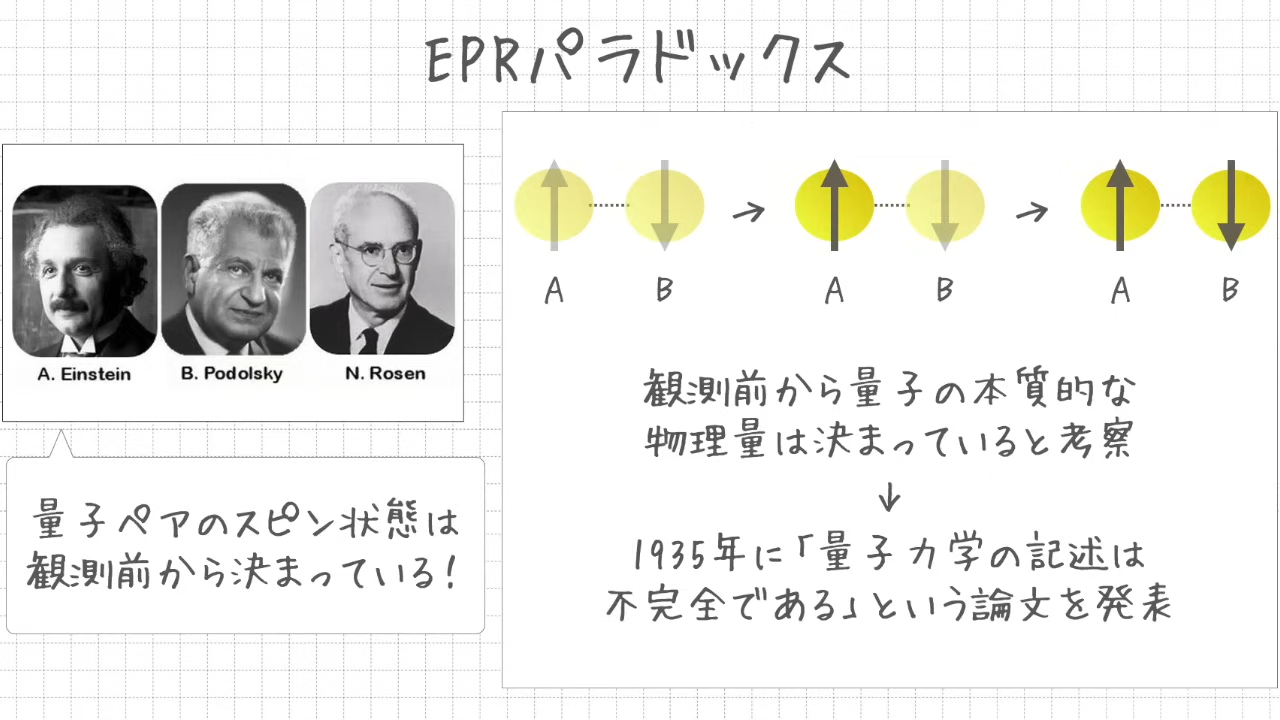 EPRパラドックス
A. Einstein
B. Podolsky
N. Rosen
量子ペアのスピン状態は
観測前から決まっている!
A
B
A
B
A
B
観測前から量子の本質的な
物理量は決まっていると考察
↓
1935年に「量子力学の記述は
不完全である」という論文を発表